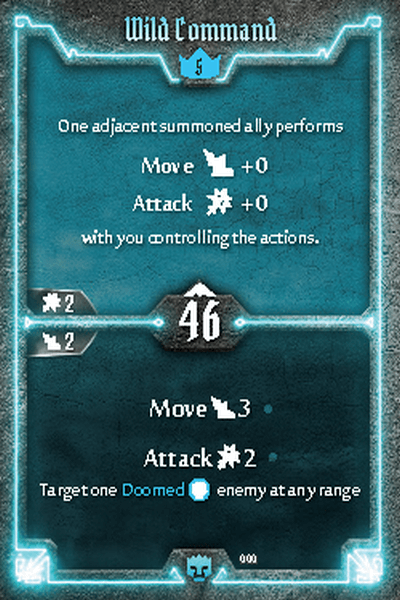 Wild Command
5
One adjacent summoned ally performs
Move +0
Attack +0
with you controlling the actions.
2
46
2
Move 3
Attack 2
Target one Doomed enemy at any range
000